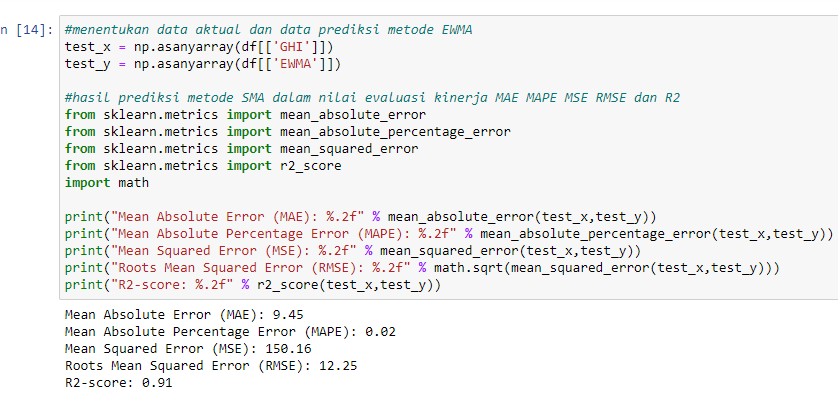 n [14]: #menentukan data aktual dan data prediksi metode EWMA
test_x = np.asanyarray(df[['GHI']])
test_y = np.asanyarray(df[['EWMA']])
#hasil prediksi metode SMA dalam nilai evaluasi kinerja MAE MAPE MSE RMSE dan R2
from sklearn.metrics import mean_absolute_error
from sklearn.metrics import mean_absolute_percentage_error
from sklearn.metrics import mean_squared_error
from sklearn.metrics import r2_score
import math
print("Mean Absolute Error (MAE): %.2f" % mean_absolute_error(test_x,test_y))
print("Mean Absolute Percentage Error (MAPE): %.2f" % mean_absolute_percentage_error(test_x,test_y))
print("Mean Squared Error (MSE): %.2f" % mean_squared_error(test_x,test_y))
print("Roots Mean Squared Error (RMSE): %.2f" % math.sqrt(mean_squared_error(test_x,test_y)))
print("R2-score: %.2f" % r2_score(test_x,test_y))
Mean Absolute Error (MAE): 9.45
Mean Absolute Percentage Error (MAPE): 0.02
Mean Squared Error (MSE): 150.16
Roots Mean Squared Error (RMSE): 12.25
R2-score: 0.91